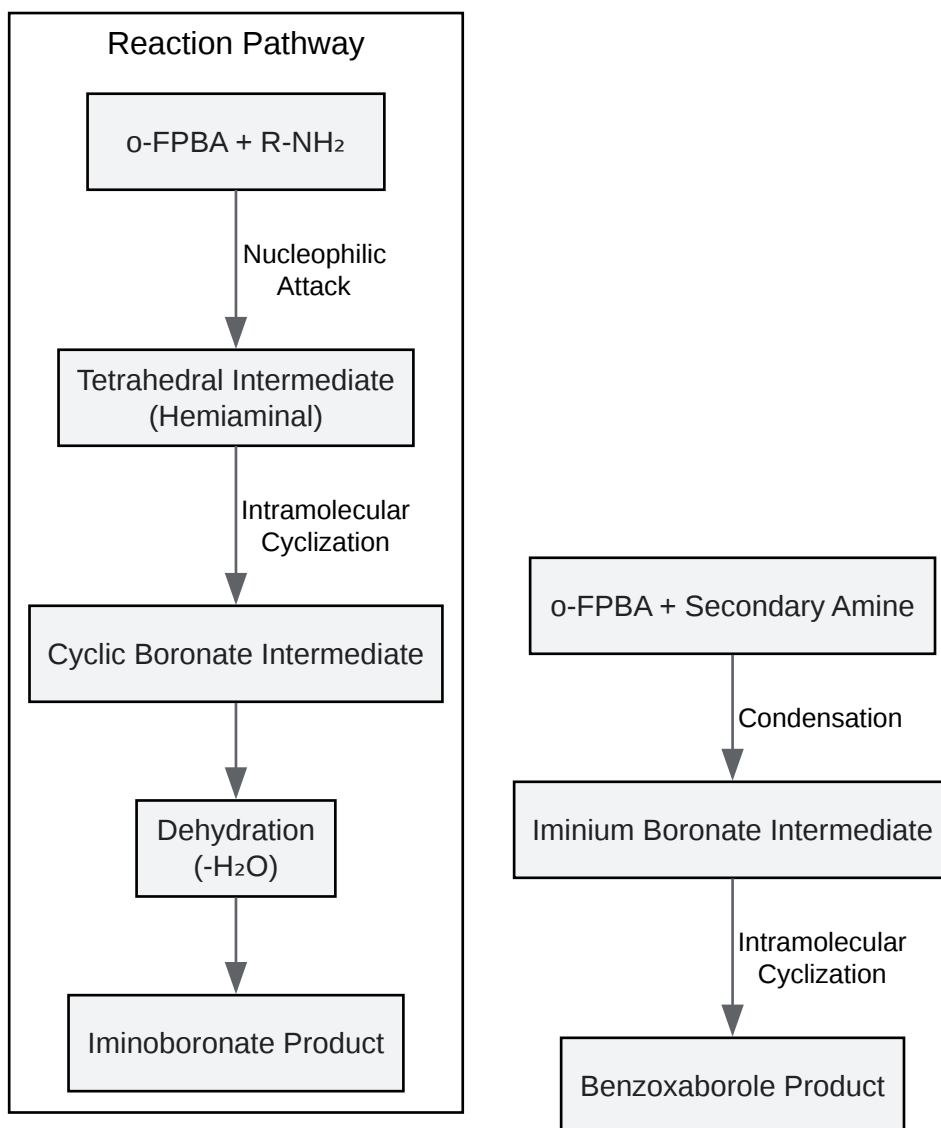 Reaction Pathway
o-FPBA + R-NH₂
Nucleophilic
Attack
Tetrahedral Intermediate
(Hemiaminal)
Intramolecular
Cyclization
Cyclic Boronate Intermediate
Dehydration
(-H₂O)
Iminoboronate Product
o-FPBA + Secondary Amine
Condensation
Iminium Boronate Intermediate
Intramolecular
Cyclization
Benzoxaborole Product